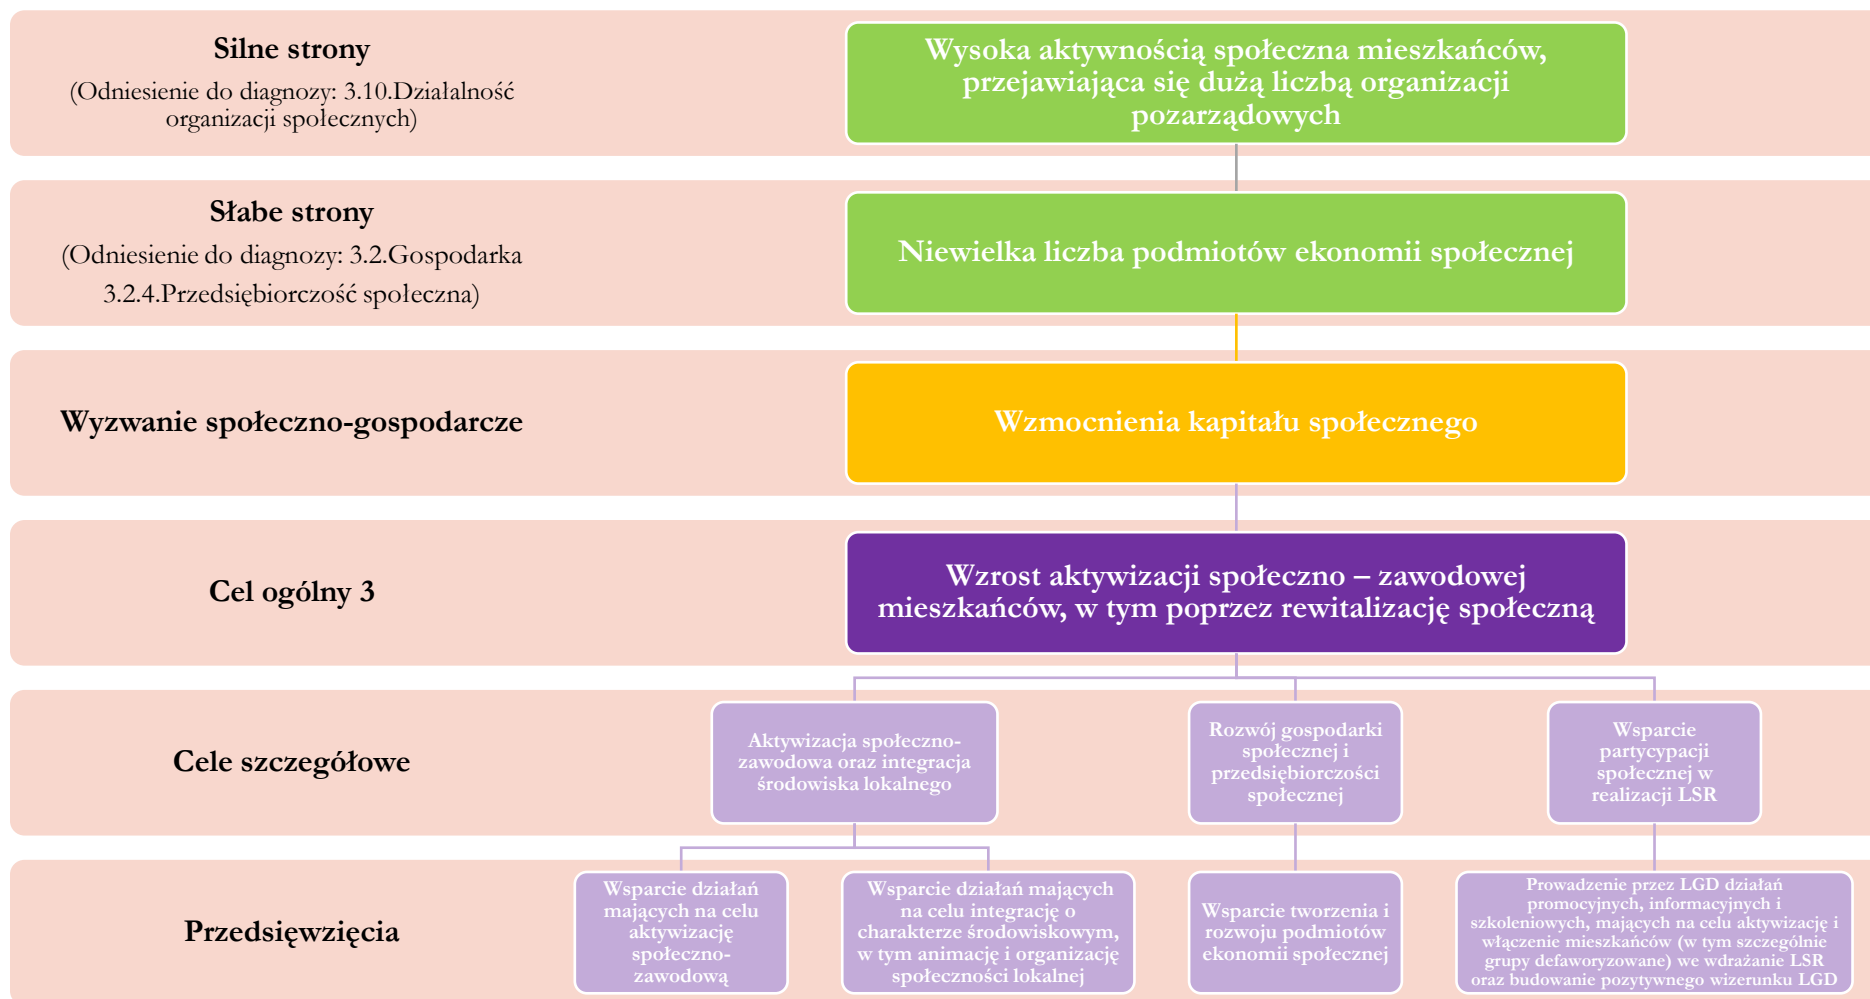 Silne strony
(Odniesienie do diagnozy: 3.10.Działalność
organizacji społecznych)
Wysoka aktywnością społeczna mieszkańców,
przejawiająca się dużą liczbą organizacji
pozarządowych
Słabe strony
(Odniesienie do diagnozy: 3.2.Gospodarka
3.2.4.Przedsiębiorczość społeczna)
Niewielka liczba podmiotów ekonomii społecznej
Wyzwanie społeczno-gospodarcze
Wzmocnienia kapitału społecznego
Cel ogólny 3
Wzrost aktywizacji społeczno – zawodowej
mieszkańców, w tym poprzez rewitalizację społeczną
Cele szczegółowe
Aktywizacja społeczno-
zawodowa oraz integracja
środowiska lokalnego
Rozwój gospodarki
społecznej i
przedsiębiorczości
społecznej
Wsparcie
partycypacji
społecznej w
realizacji LSR
Przedsięwzięcia
Wsparcie działań
mających na celu
aktywizację
społeczno-
zawodową
Wsparcie działań mających
na celu integrację o
charakterze środowiskowym,
w tym animację i organizację
społeczności lokalnej
Wsparcie tworzenia i
rozwoju podmiotów
ekonomii społecznej
Prowadzenie przez LGD działań
promocyjnych, informacyjnych i
szkoleniowych, mających na celu aktywizację i
włączenie mieszkańców (w tym szczególnie
grupy defaworyzowane) we wdrażanie LSR
oraz budowanie pozytywnego wizerunku LGD